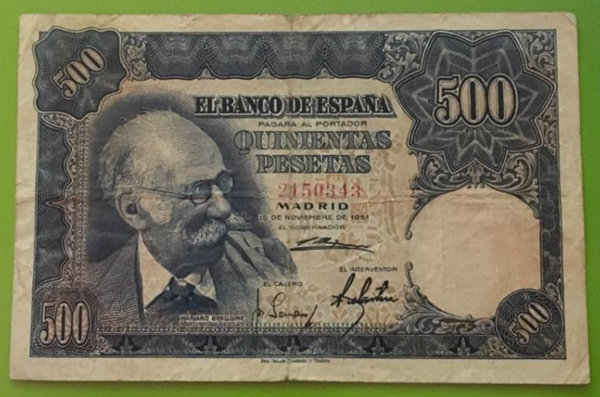 500
500
EL BANCO DE ESPAÑA
PAGARA AL PORTADOR
QUINIENTAS
PESETAS
2150343
MADRID
15 DE NOVIEMBRE DE 1951
EL GOBERNADOR
EL INTERVENTOR
EL CAJERO
MARIANO BENLLIURE
500
500